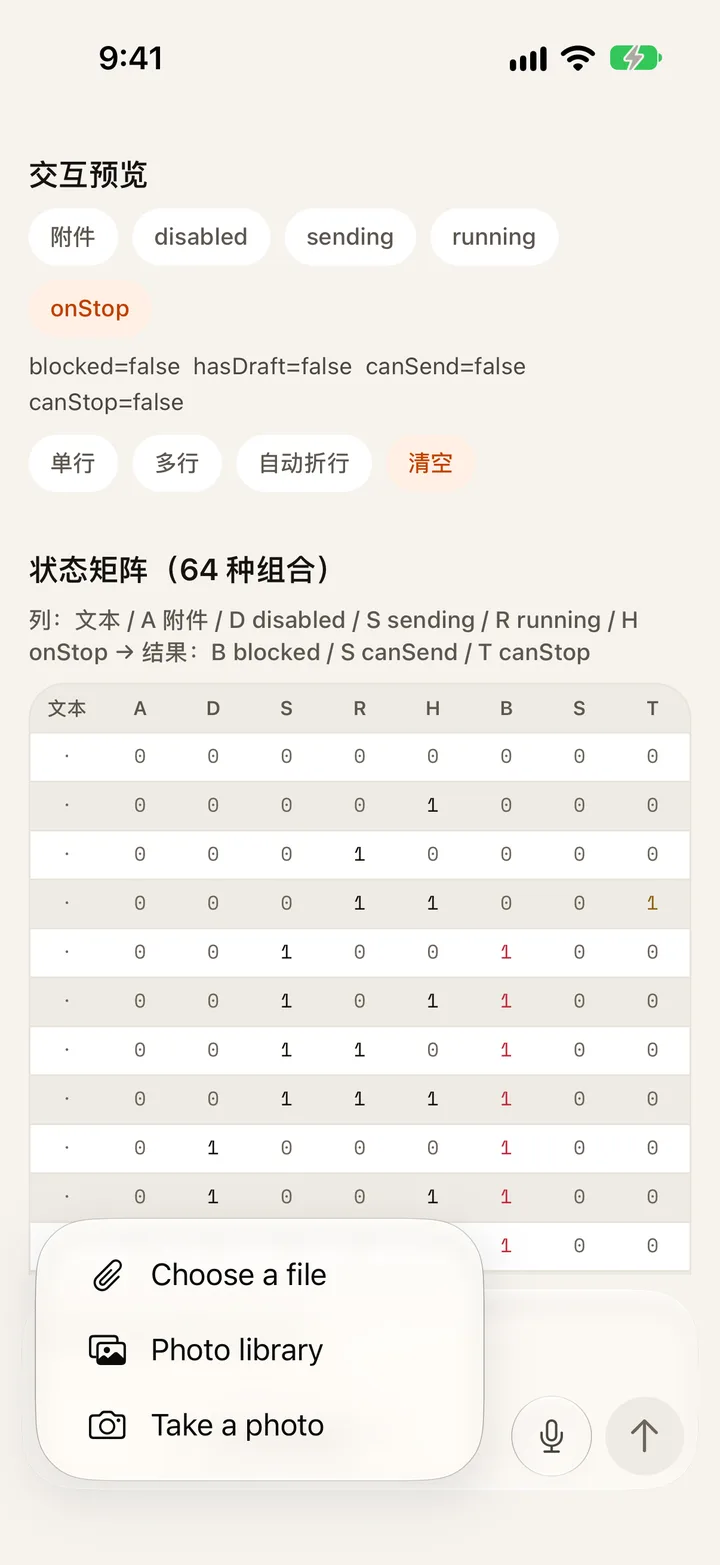 9:41
交互预览
附件 disabled sending running
onStop
blocked=false hasDraft=false canSend=false
canStop=false
单行 多行 自动折行 清空
状态矩阵（64 种组合）
列：文本 / A 附件 / D disabled / S sending / R running / H
onStop → 结果：B blocked / S canSend / T canStop
文本 A D S R H B S T
· 0 0 0 0 0 0 0 0
· 0 0 0 0 1 0 0 0
· 0 0 0 1 0 0 0 0
· 0 0 0 1 1 0 0 1
· 0 0 1 0 0 1 0 0
· 0 0 1 0 1 1 0 0
· 0 0 1 1 0 1 0 0
· 0 0 1 1 1 1 0 0
· 0 1 0 0 0 1 0 0
· 0 1 0 0 1 1 0 0
1 0 0
Choose a file
Photo library
Take a photo